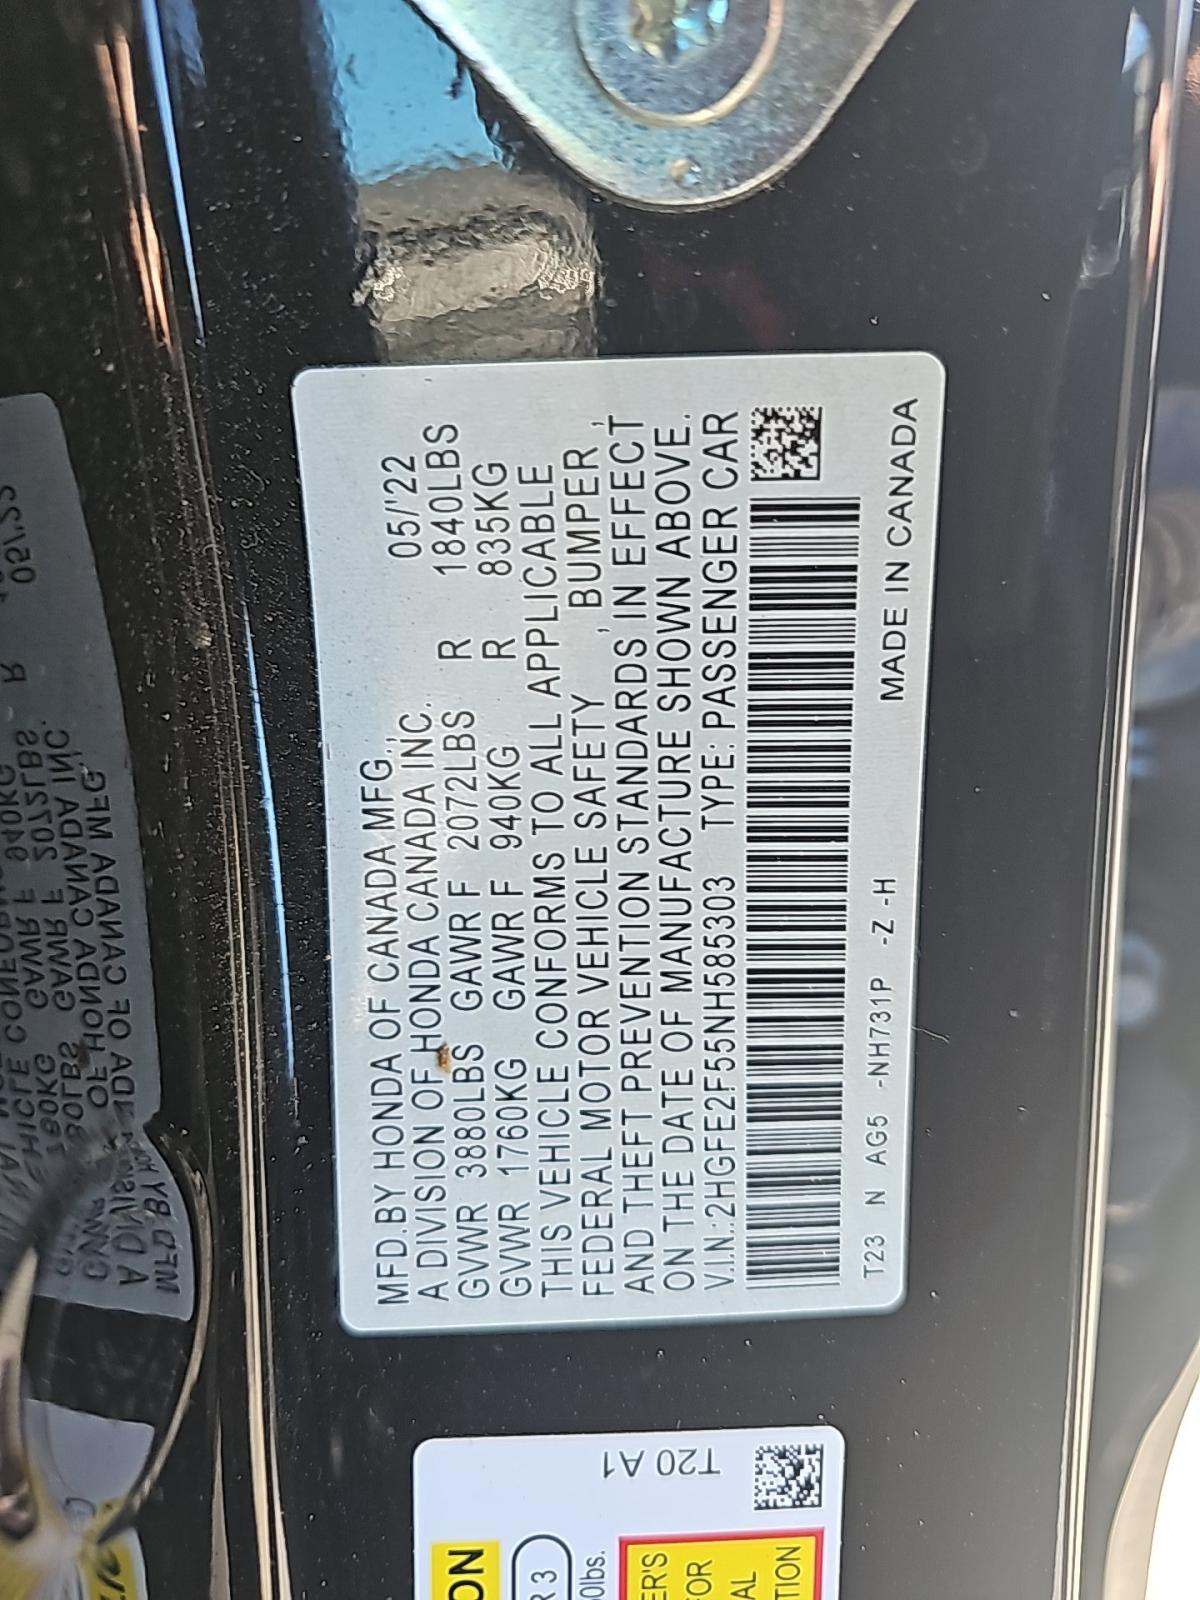 MFD.BY HONDA OF CANADA MFG.,
A DIVISION OF HONDA CANADA INC. 05/'22
GVWR 3880LBS GAWR F 2072LBS R 1840LBS
GVWR 1760KG GAWR F 940KG R 835KG
THIS VEHICLE CONFORMS TO ALL APPLICABLE
FEDERAL MOTOR VEHICLE SAFETY, BUMPER,
AND THEFT PREVENTION STANDARDS IN EFFECT
ON THE DATE OF MANUFACTURE SHOWN ABOVE.
V.I.N.:2HGFE2F55NH585303 TYPE: PASSENGER CAR
T23 N AG5 -NH731P -Z -H MADE IN CANADA
T20 A1